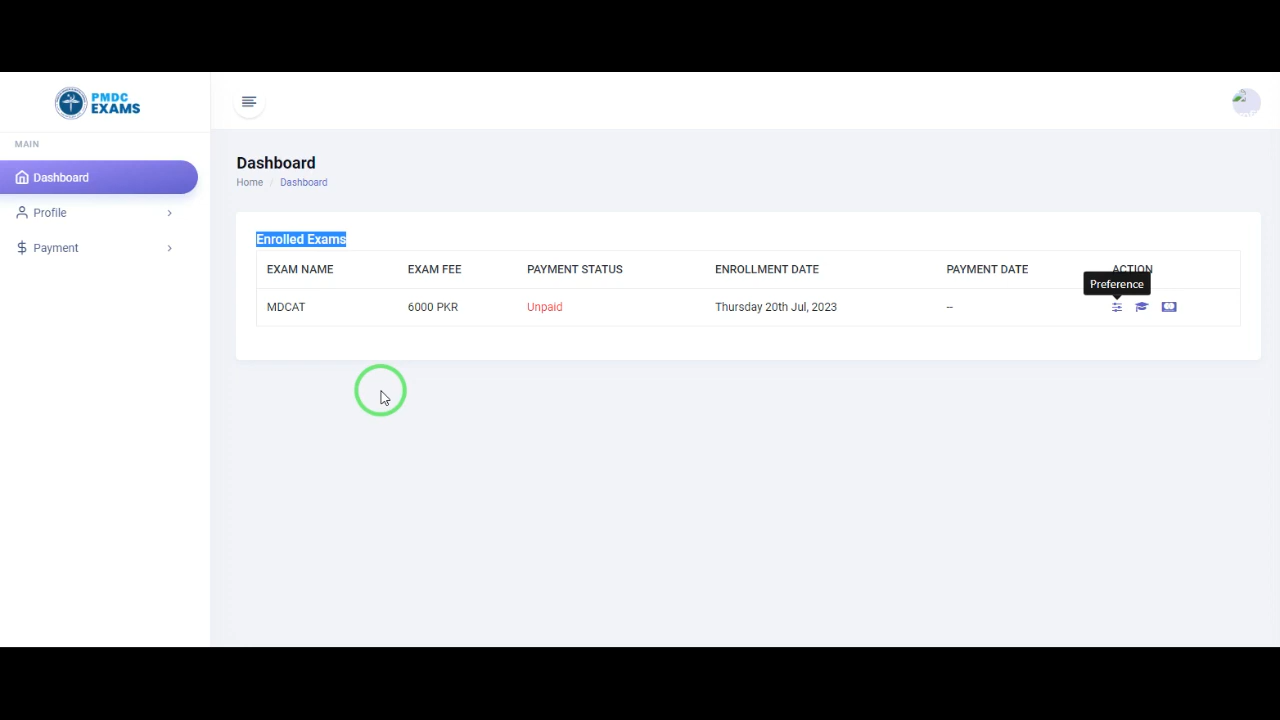 PMDC
EXAMS
MAIN
Dashboard
Profile
Payment
Dashboard
Home / Dashboard
Enrolled Exams
EXAM NAME EXAM FEE PAYMENT STATUS ENROLLMENT DATE PAYMENT DATE ACTION
Preference
MDCAT 6000 PKR Unpaid Thursday 20th Jul, 2023 --